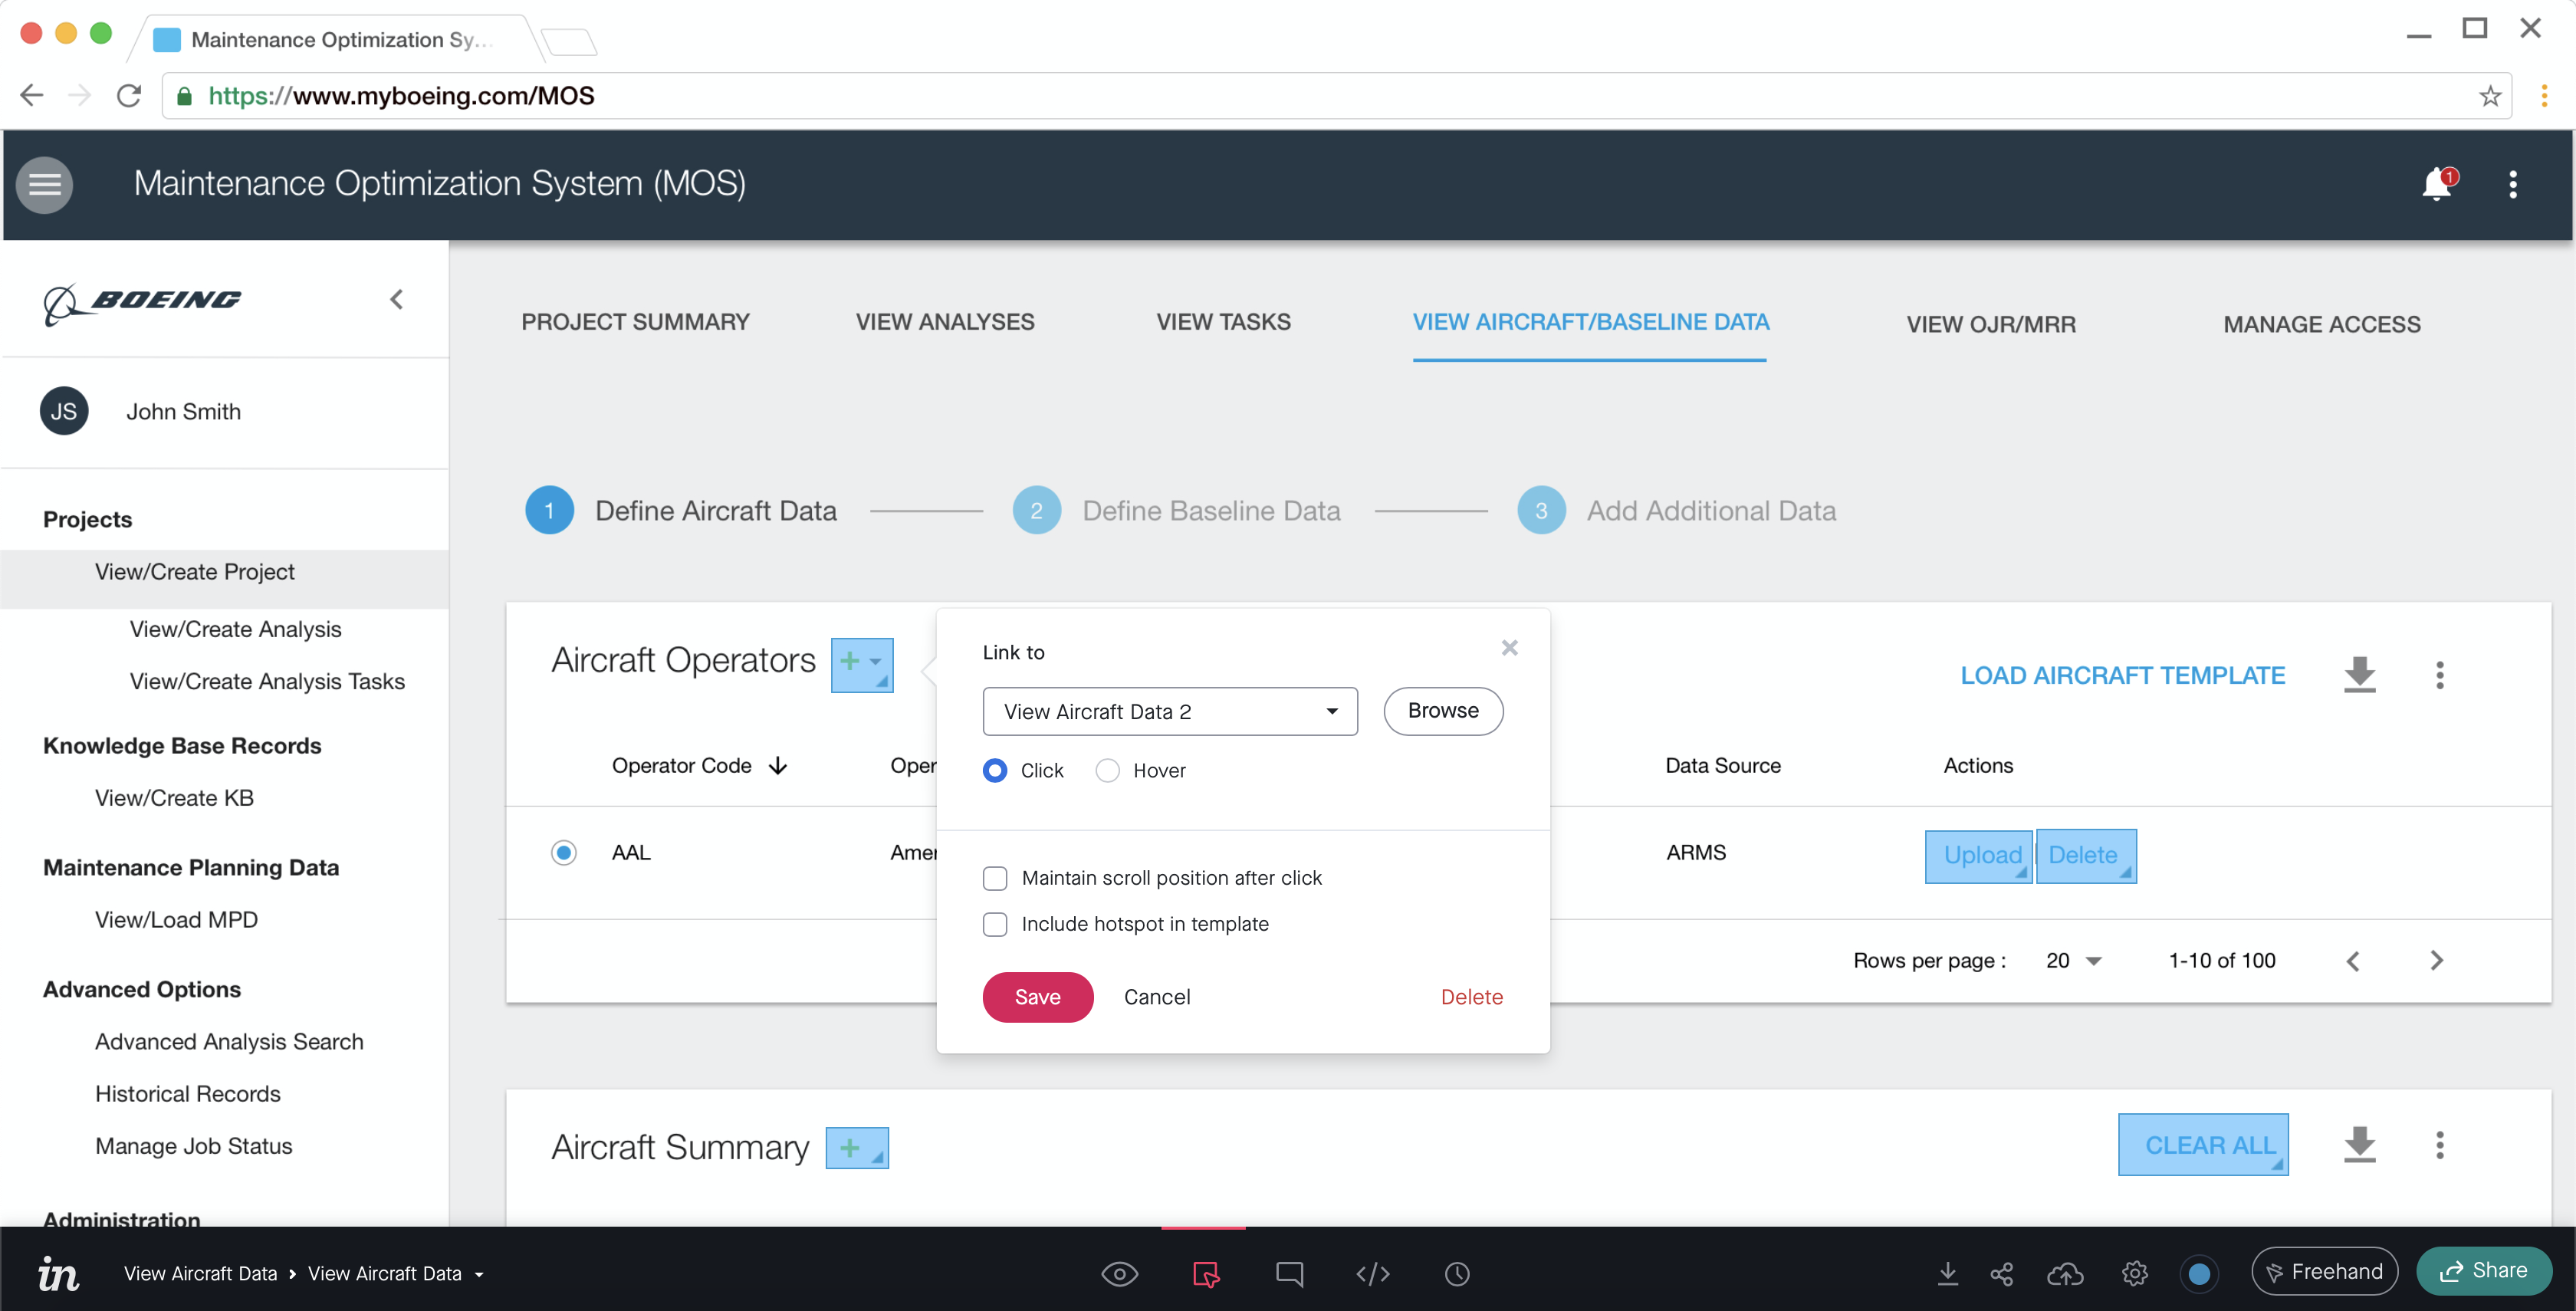 Maintenance Optimization Sy...
https://www.myboeing.com/MOS
Maintenance Optimization System (MOS)
1
BOEING
JS
John Smith
Projects
View/Create Project
View/Create Analysis
View/Create Analysis Tasks
Knowledge Base Records
View/Create KB
Maintenance Planning Data
View/Load MPD
Advanced Options
Advanced Analysis Search
Historical Records
Manage Job Status
Administration
PROJECT SUMMARY
VIEW ANALYSES
VIEW TASKS
VIEW AIRCRAFT/BASELINE DATA
VIEW OJR/MRR
MANAGE ACCESS
1 Define Aircraft Data
2 Define Baseline Data
3 Add Additional Data
Aircraft Operators
LOAD AIRCRAFT TEMPLATE
Operator Code
Oper
Data Source
Actions
AAL
Amer
ARMS
Upload
Delete
Rows per page :
20
1-10 of 100
Link to
View Aircraft Data 2
Browse
Click
Hover
Maintain scroll position after click
Include hotspot in template
Save
Cancel
Delete
Aircraft Summary
CLEAR ALL
in
View Aircraft Data › View Aircraft Data
Freehand
Share